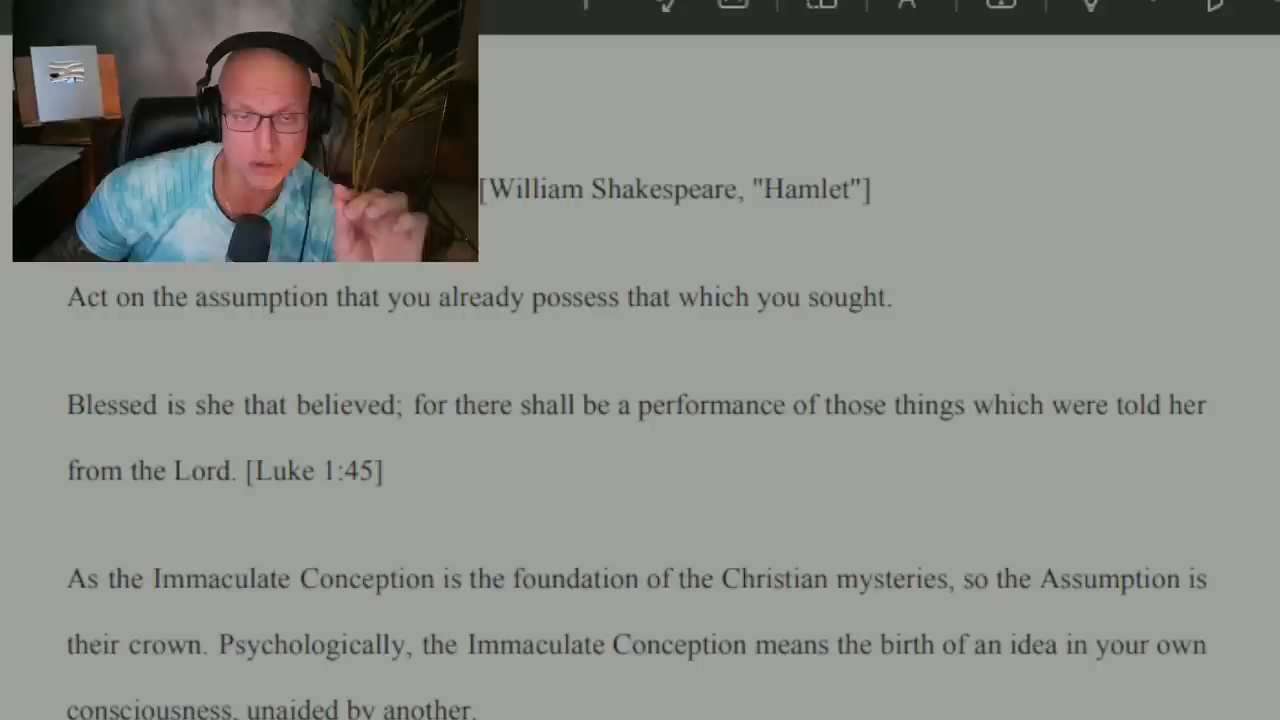 [William Shakespeare, "Hamlet"]
Act on the assumption that you already possess that which you sought.
Blessed is she that believed; for there shall be a performance of those things which were told her
from the Lord. [Luke 1:45]
As the Immaculate Conception is the foundation of the Christian mysteries, so the Assumption is
their crown. Psychologically, the Immaculate Conception means the birth of an idea in your own
consciousness, unaided by another.